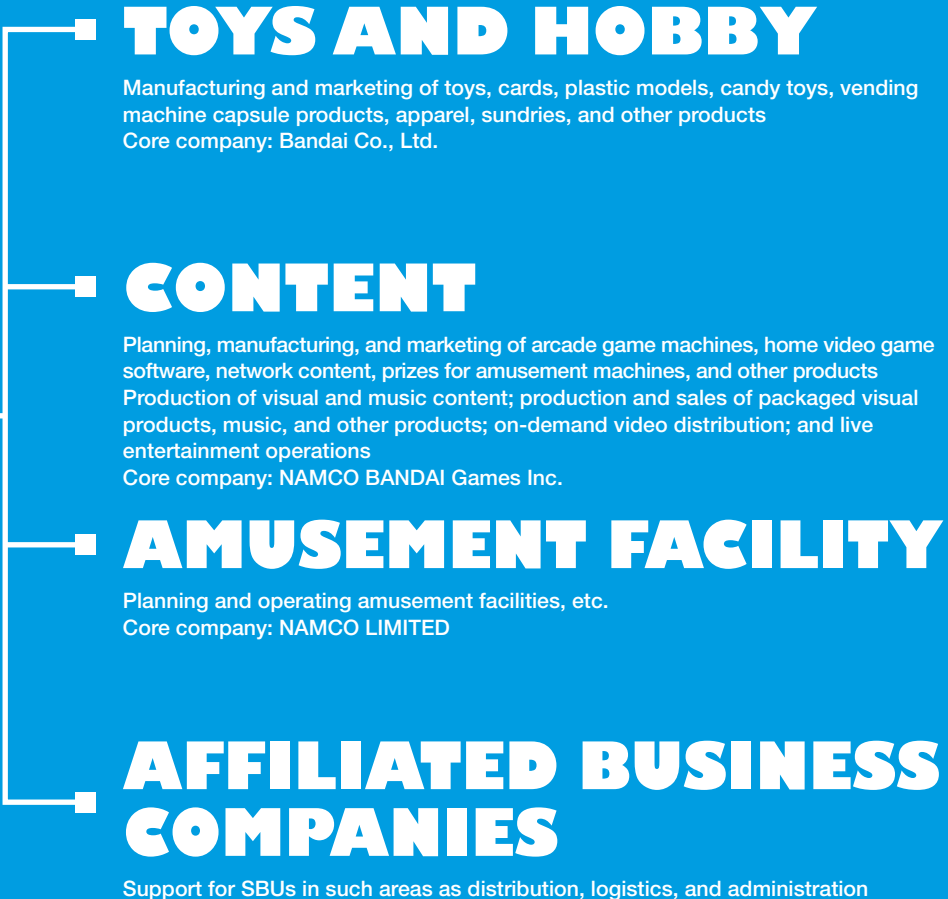 TOYS AND HOBBY
Manufacturing and marketing of toys, cards, plastic models, candy toys, vending
machine capsule products, apparel, sundries, and other products
Core company: Bandai Co., Ltd.
CONTENT
Planning, manufacturing, and marketing of arcade game machines, home video game
software, network content, prizes for amusement machines, and other products
Production of visual and music content; production and sales of packaged visual
products, music, and other products; on-demand video distribution; and live
entertainment operations
Core company: NAMCO BANDAI Games Inc.
AMUSEMENT FACILITY
Planning and operating amusement facilities, etc.
Core company: NAMCO LIMITED
AFFILIATED BUSINESS
COMPANIES
Support for SBUs in such areas as distribution, logistics, and administration